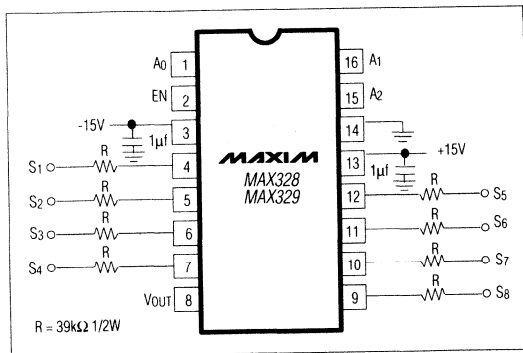 A0 1 16 A1
EN 2 15 A2
-15V 3 14
1µf 13 +15V
1µf
S1 R 4 MAXIM 12 R S5
MAX328
MAX329
S2 R 5 11 R S6
S3 R 6 10 R S7
S4 R 7 9 R S8
VOUT 8
R = 39kΩ 1/2W